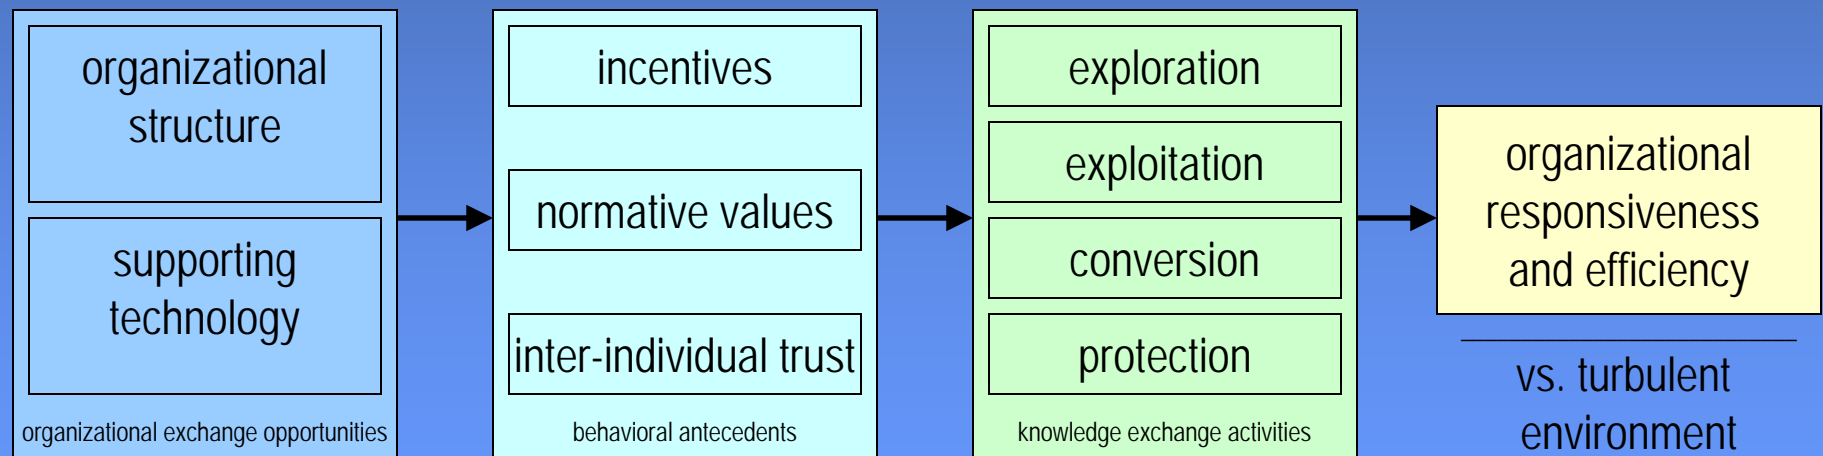 organizational
structure
supporting
technology
organizational exchange opportunities
incentives
normative values
inter-individual trust
behavioral antecedents
exploration
exploitation
conversion
protection
knowledge exchange activities
organizational
responsiveness
and efficiency
vs. turbulent
environment